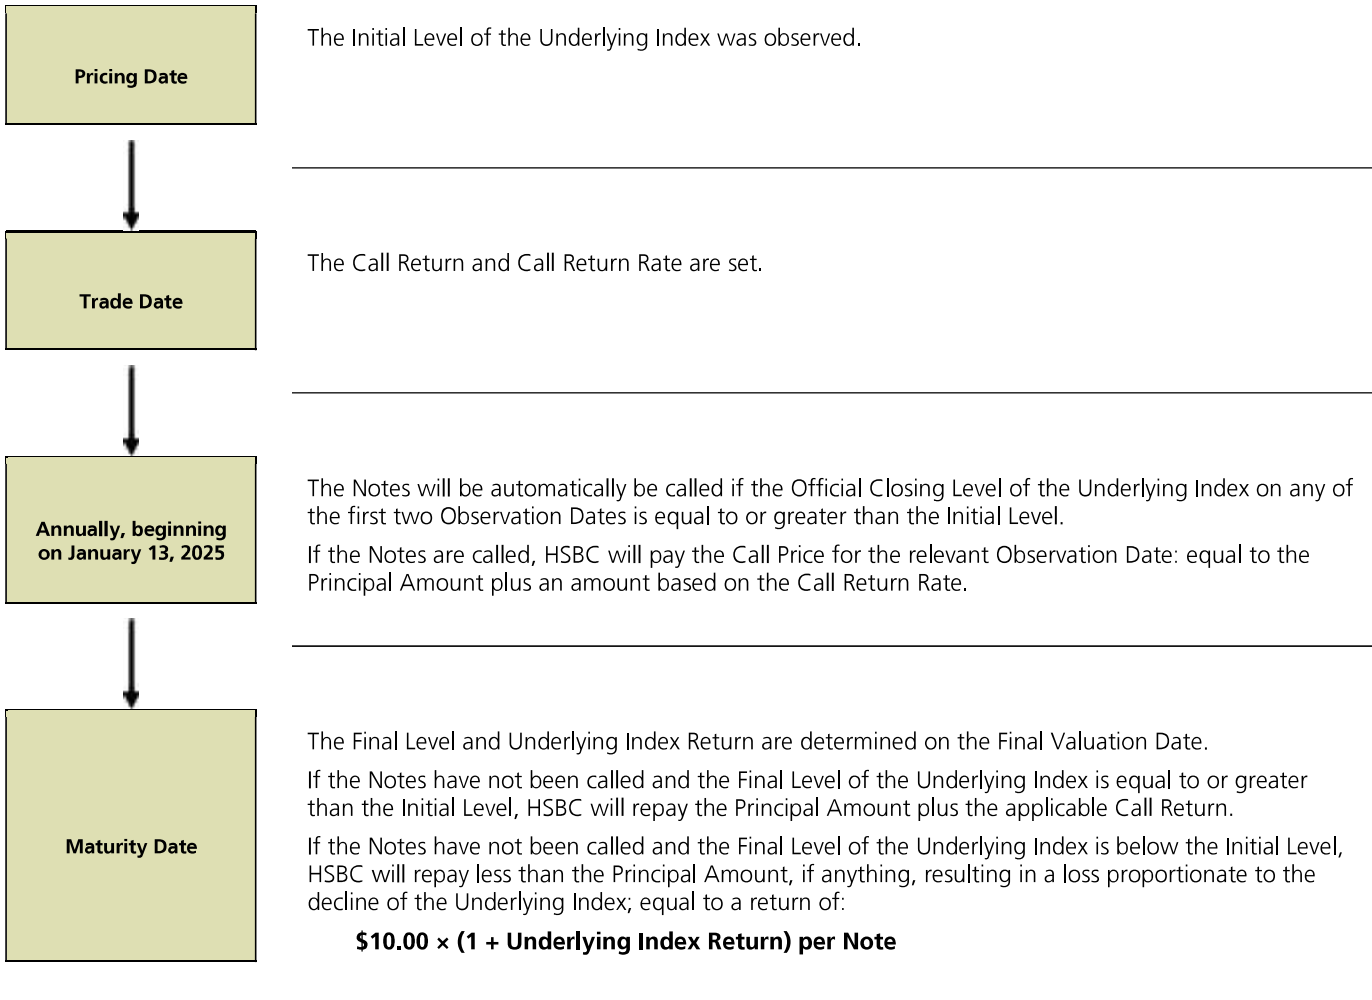 Pricing Date
The Initial Level of the Underlying Index was observed.
Trade Date
The Call Return and Call Return Rate are set.
Annually, beginning
on January 13, 2025
The Notes will be automatically be called if the Official Closing Level of the Underlying Index on any of
the first two Observation Dates is equal to or greater than the Initial Level.
If the Notes are called, HSBC will pay the Call Price for the relevant Observation Date: equal to the
Principal Amount plus an amount based on the Call Return Rate.
Maturity Date
The Final Level and Underlying Index Return are determined on the Final Valuation Date.
If the Notes have not been called and the Final Level of the Underlying Index is equal to or greater
than the Initial Level, HSBC will repay the Principal Amount plus the applicable Call Return.
If the Notes have not been called and the Final Level of the Underlying Index is below the Initial Level,
HSBC will repay less than the Principal Amount, if anything, resulting in a loss proportionate to the
decline of the Underlying Index; equal to a return of:
$10.00 × (1 + Underlying Index Return) per Note